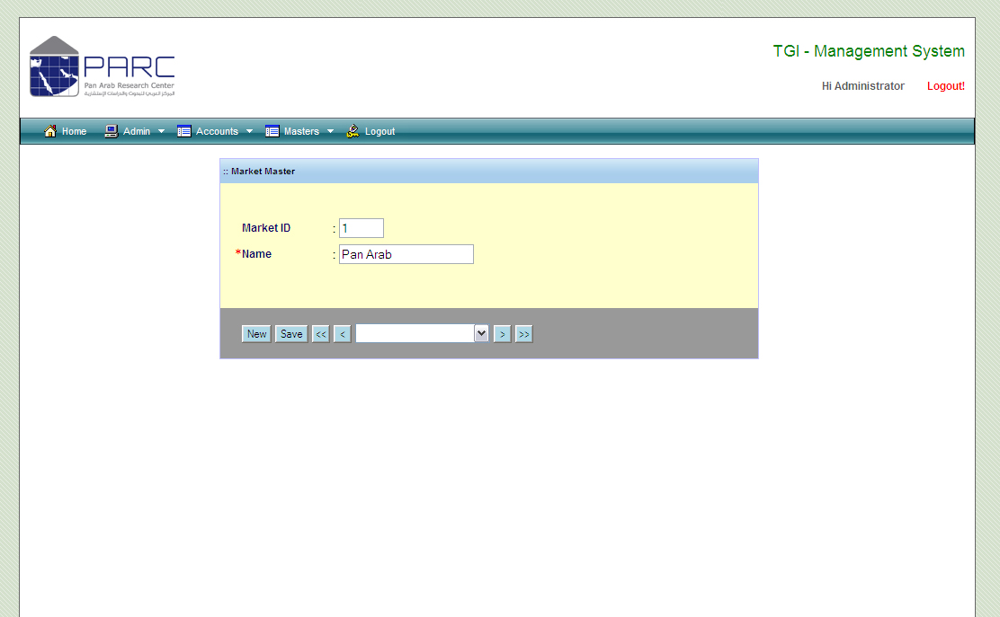 PARC
Pan Arab Research Center
المركز العربي للبحوث والدراسات الإستشارية
TGI - Management System
Hi Administrator Logout!
Home Admin Accounts Masters Logout
:: Market Master
Market ID : 1
*Name : Pan Arab
New Save << < > >>